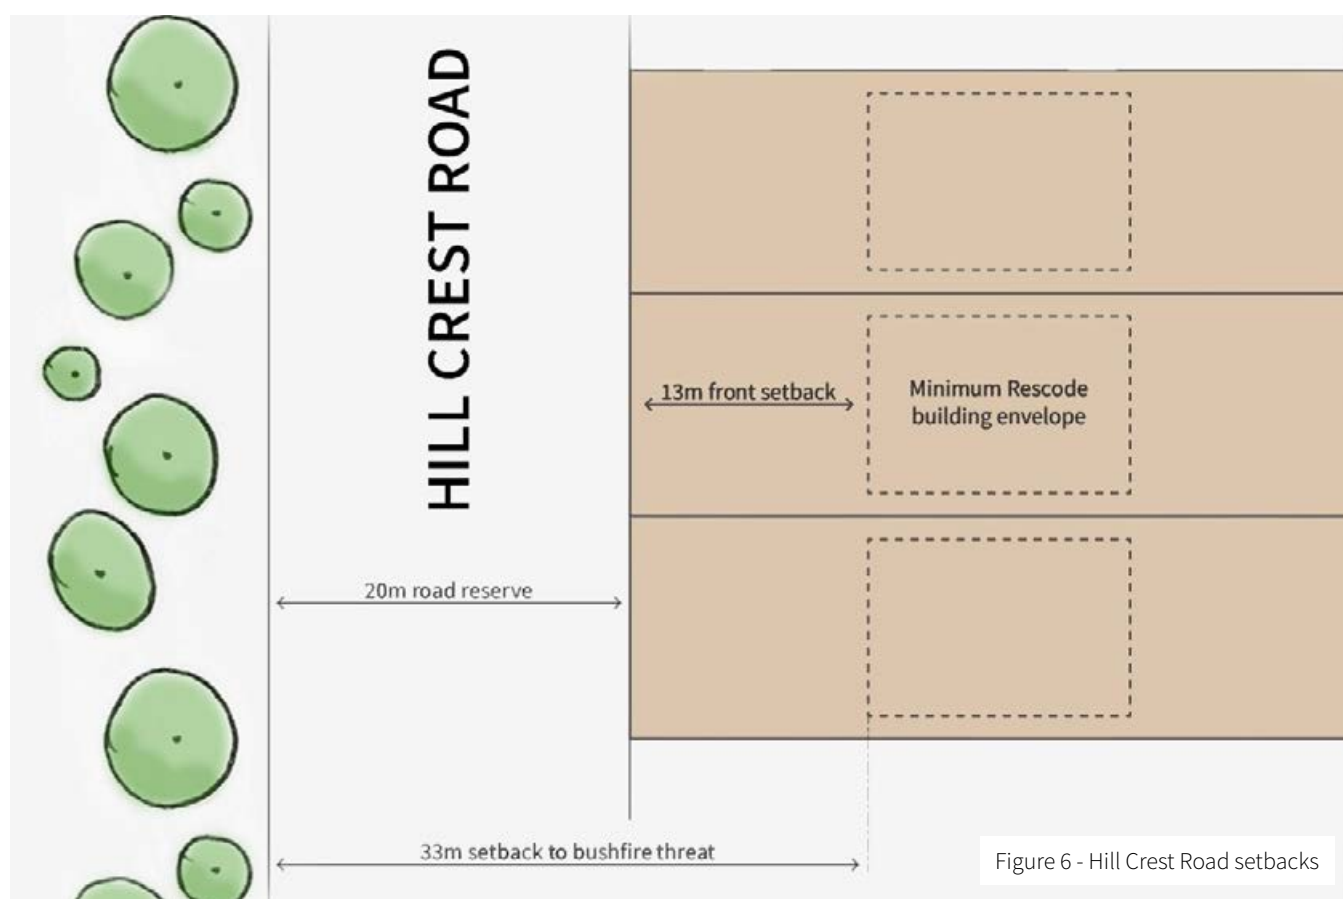 HILL CREST ROAD
13m front setback
Minimum Rescode
building envelope
20m road reserve
33m setback to bushfire threat
Figure 6 - Hill Crest Road setbacks